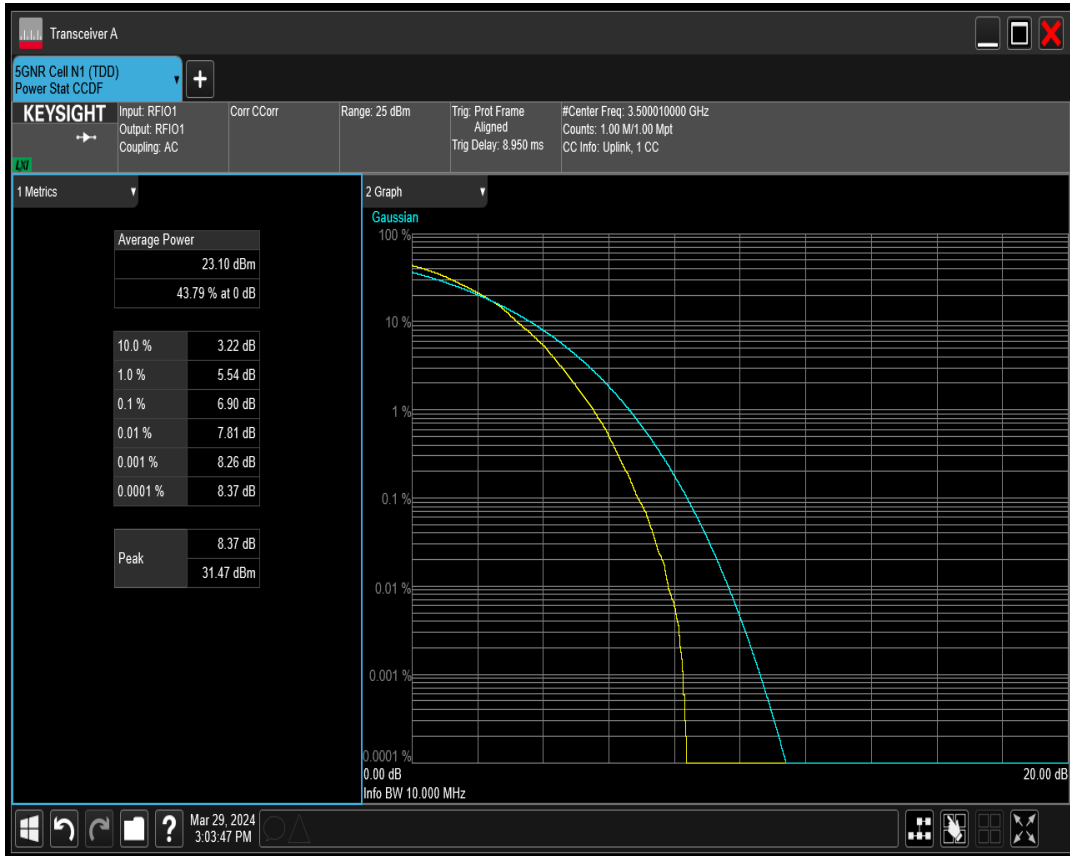 Transceiver A
5GNR Cell N1 (TDD)
Power Stat CCDF
+
KEYSIGHT
LXI
Input: RFIO1
Output: RFIO1
Coupling: AC
Corr CCorr
Range: 25 dBm
Trig: Prot Frame
Aligned
Trig Delay: 8.950 ms
#Center Freq: 3.500010000 GHz
Counts: 1.00 M/1.00 Mpt
CC Info: Uplink, 1 CC
1 Metrics
Average Power
23.10 dBm
43.79 % at 0 dB
10.0 % 3.22 dB
1.0 % 5.54 dB
0.1 % 6.90 dB
0.01 % 7.81 dB
0.001 % 8.26 dB
0.0001 % 8.37 dB
Peak
8.37 dB
31.47 dBm
2 Graph
Gaussian
100 %
10 %
1 %
0.1 %
0.01 %
0.001 %
0.0001 %
0.00 dB 20.00 dB
Info BW 10.000 MHz
?
Mar 29, 2024
3:03:47 PM